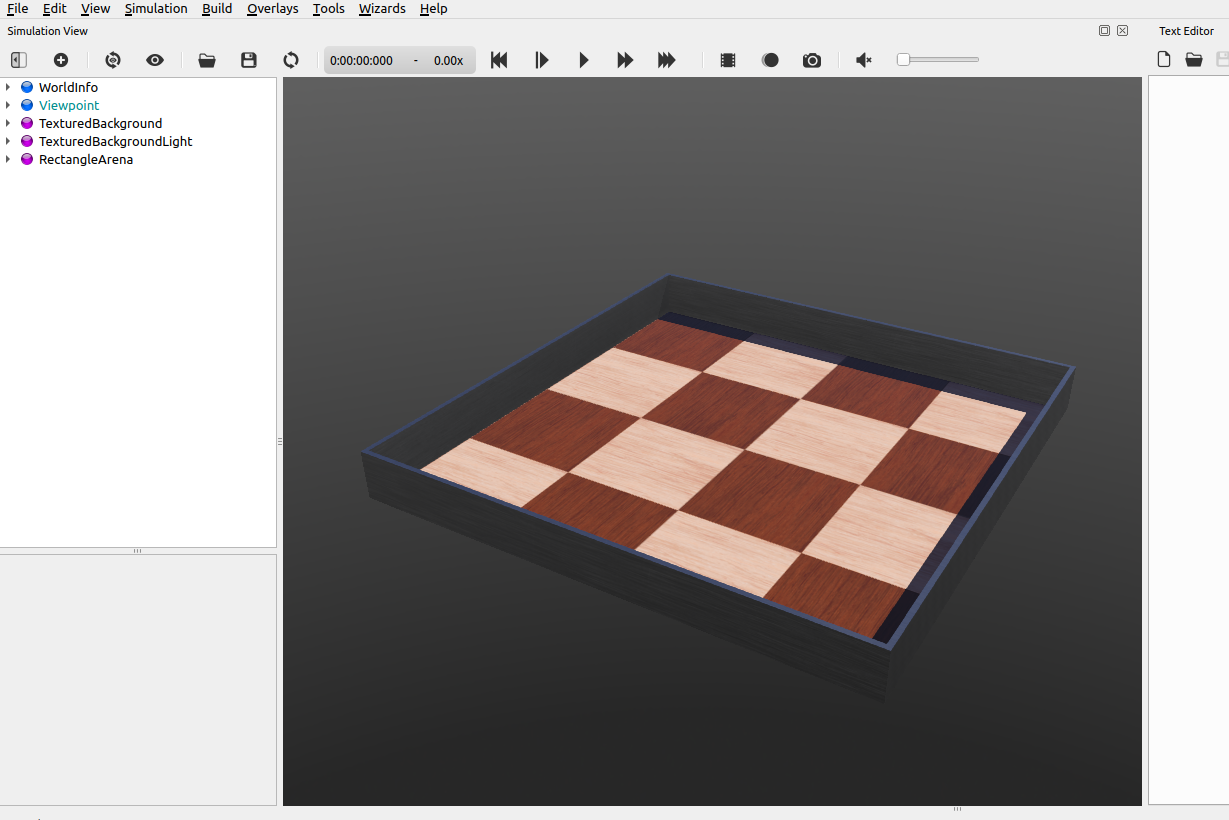 File Edit View Simulation Build Overlays Tools Wizards Help
Simulation View
Text Editor
0:00:00:000 - 0.00x
WorldInfo
Viewpoint
TexturedBackground
TexturedBackgroundLight
RectangleArena